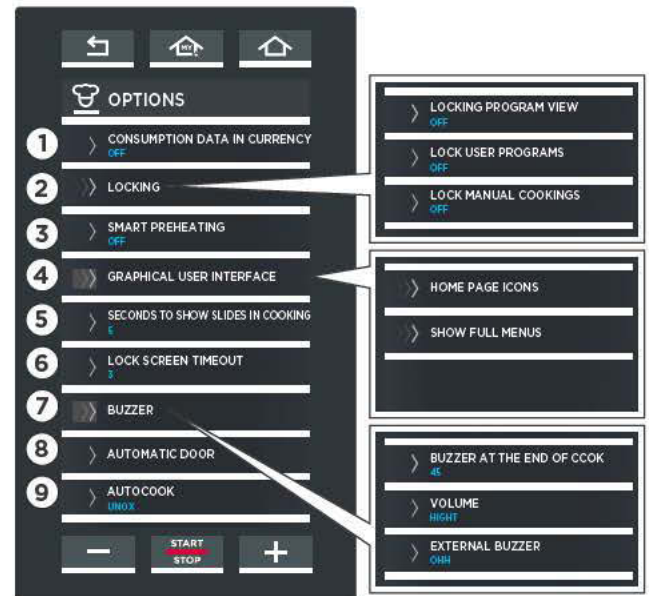 MY
OPTIONS
1
CONSUMPTION DATA IN CURRENCY
OFF
2
LOCKING
3
SMART PREHEATING
OFF
4
GRAPHICAL USER INTERFACE
5
SECONDS TO SHOW SLIDES IN COOKING
5
6
LOCK SCREEN TIMEOUT
3
7
BUZZER
8
AUTOMATIC DOOR
9
AUTOCOOK
UNOX
START
STOP
LOCKING PROGRAM VIEW
OFF
LOCK USER PROGRAMS
OFF
LOCK MANUAL COOKINGS
OFF
HOME PAGE ICONS
SHOW FULL MENUS
BUZZER AT THE END OF CCOK
45
VOLUME
HIGHT
EXTERNAL BUZZER
OHH